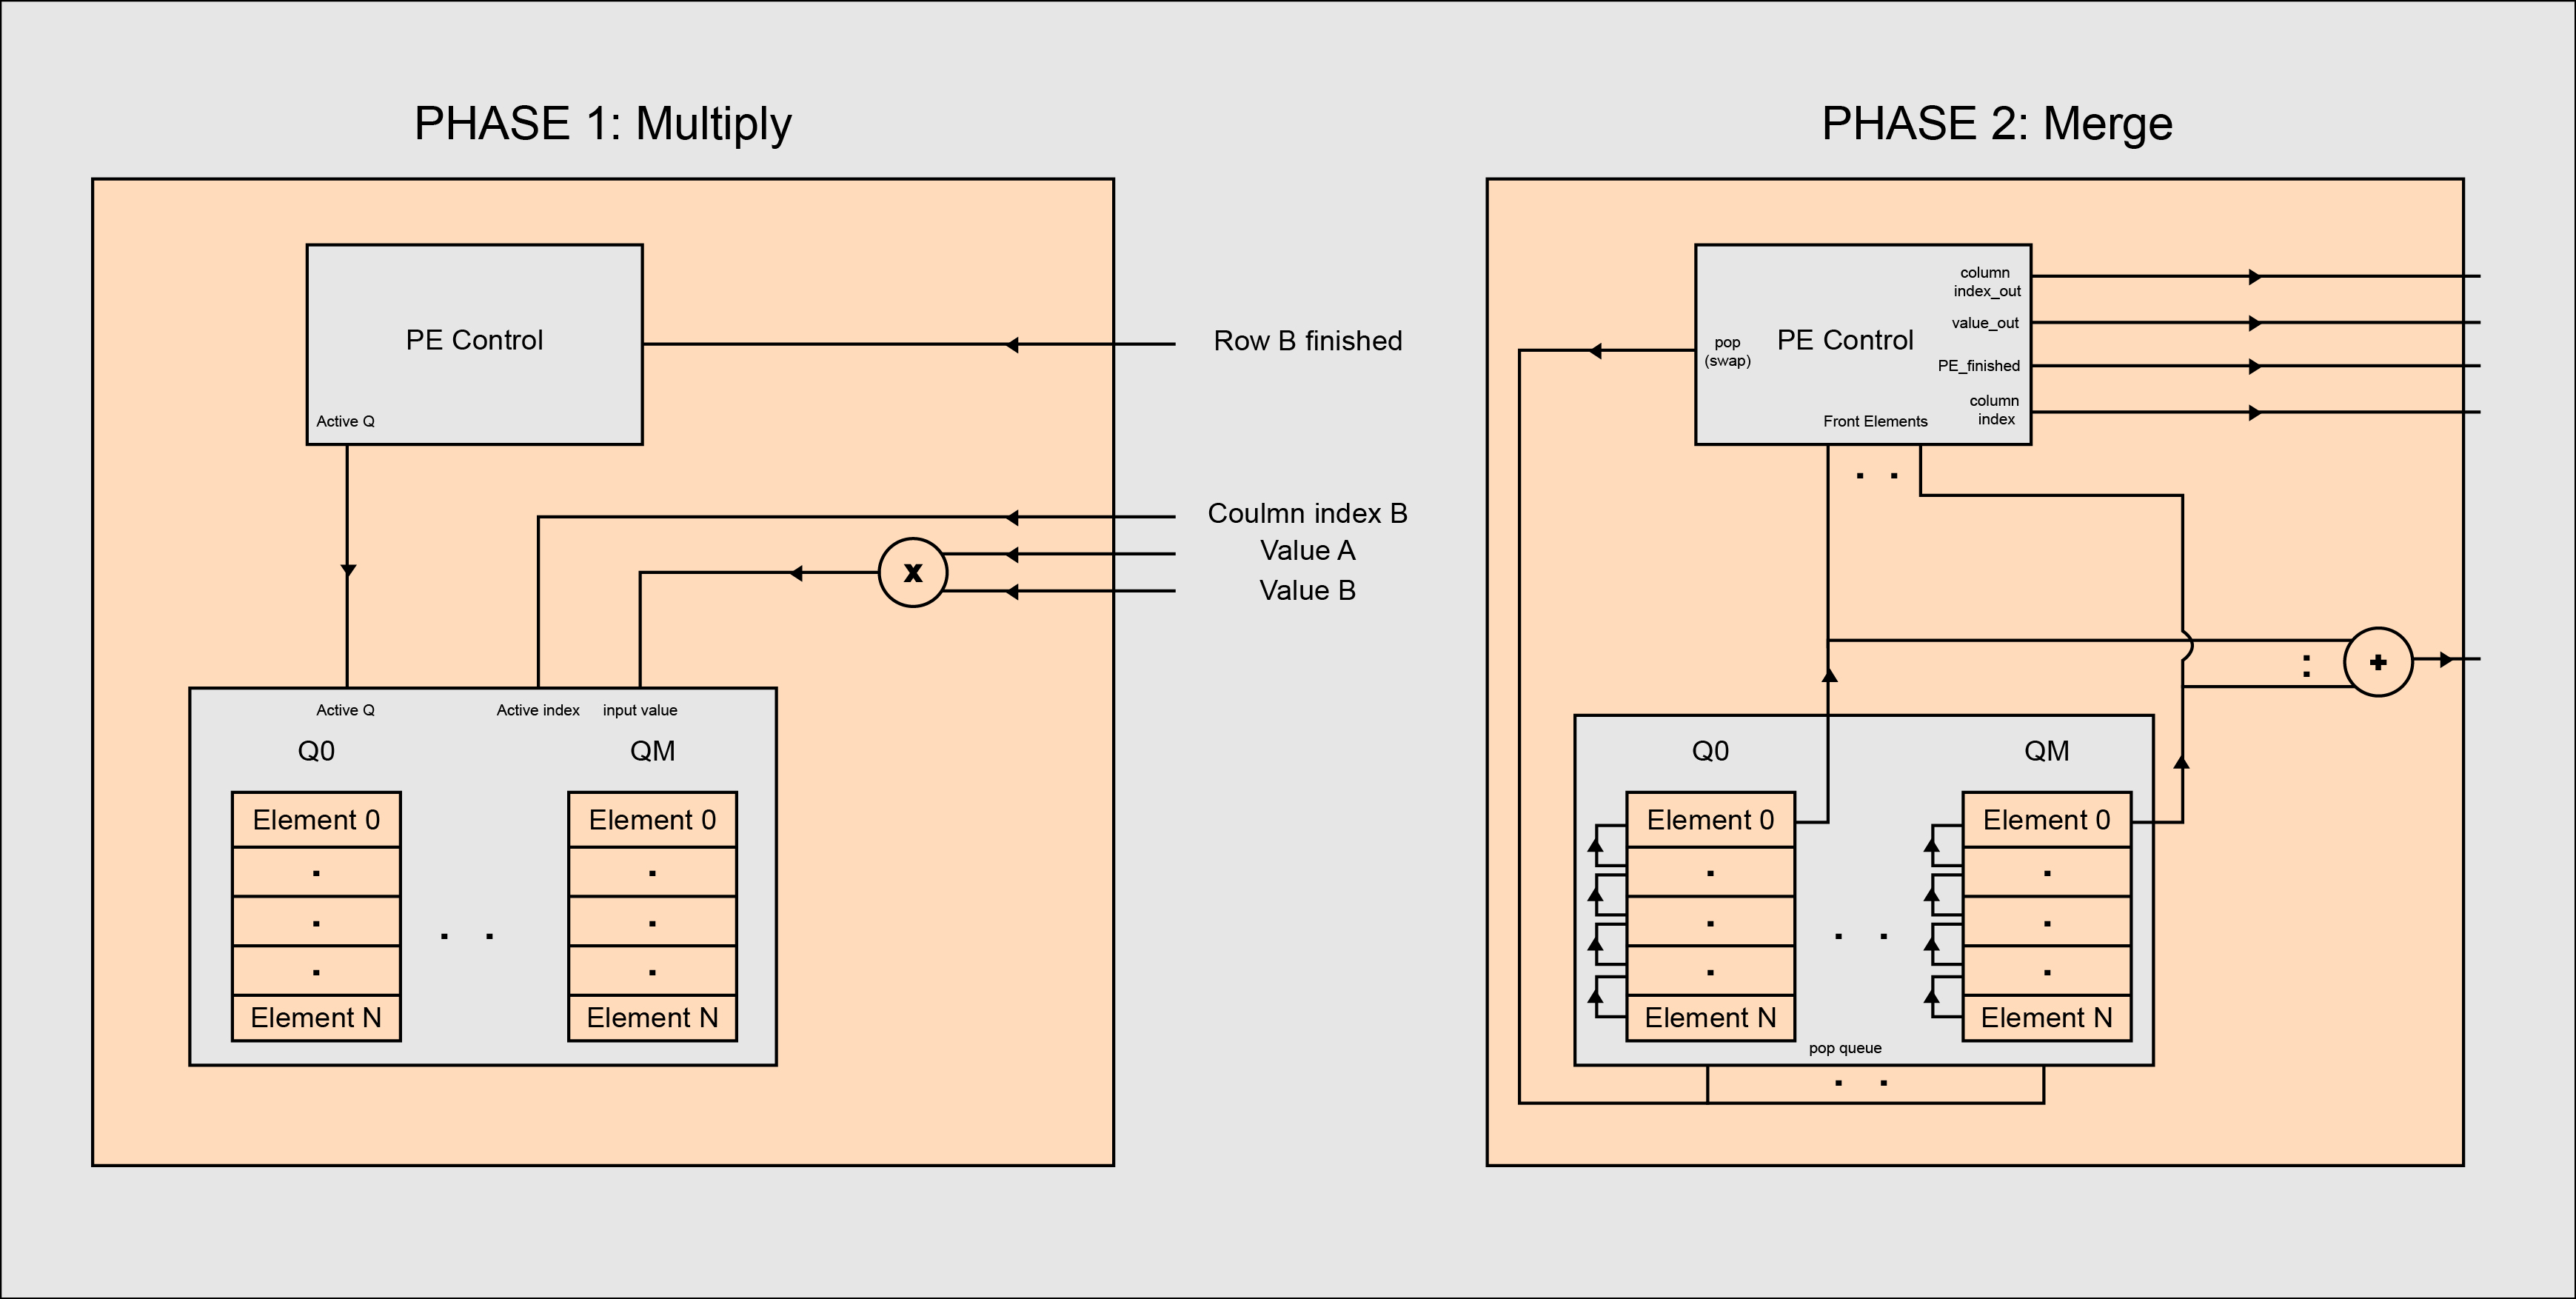 PHASE 1: Multiply
PE Control
Active Q
Row B finished
Coulmn index B
Value A
Value B
x
Active Q
Active index
input value
Q0
QM
Element 0
.
.
.
Element N
. .
Element 0
.
.
.
Element N
PHASE 2: Merge
column
index_out
value_out
PE_finished
column
index
pop
(swap)
PE Control
Front Elements
. .
:
+
Q0
QM
Element 0
.
.
.
Element N
. .
Element 0
.
.
.
Element N
pop queue
. .